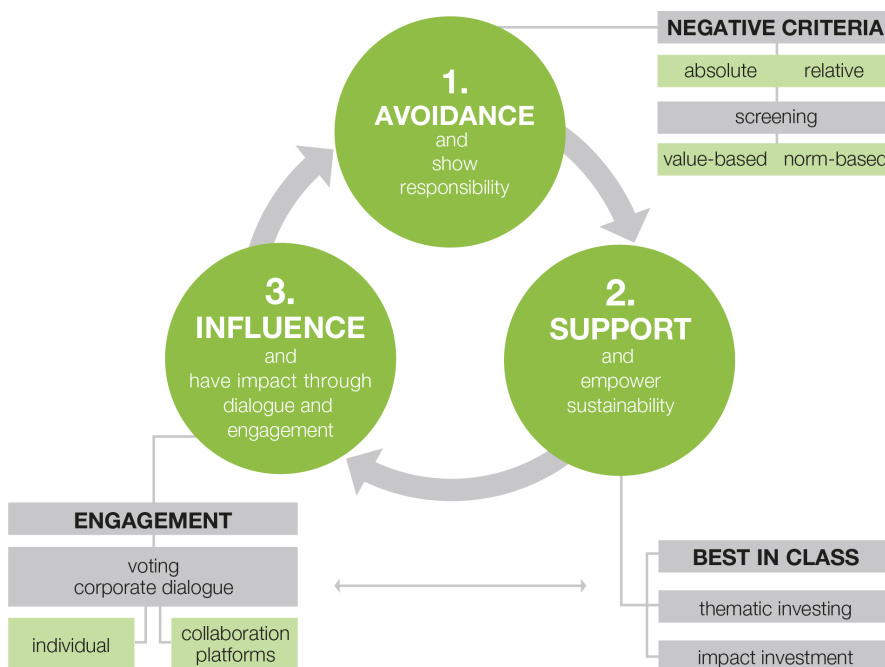 1.
AVOIDANCE
and
show
responsibility
NEGATIVE CRITERIA
absolute relative
screening
value-based norm-based
2.
SUPPORT
and
empower
sustainability
3.
INFLUENCE
and
have impact through
dialogue and
engagement
ENGAGEMENT
voting
corporate dialogue
individual
collaboration
platforms
BEST IN CLASS
thematic investing
impact investment